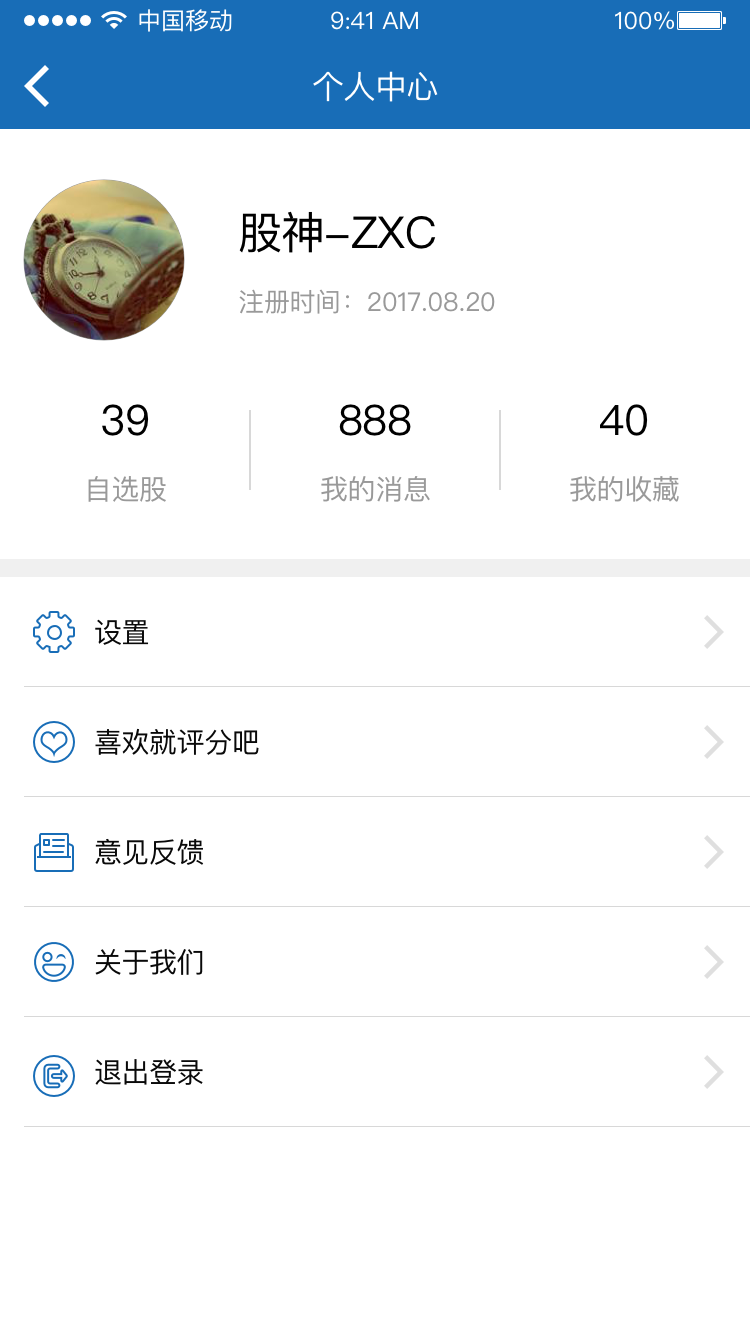 中国移动 9:41 AM 100%
个人中心
股神–ZXC
注册时间：2017.08.20
39 888 40
自选股 我的消息 我的收藏
设置
喜欢就评分吧
意见反馈
关于我们
退出登录